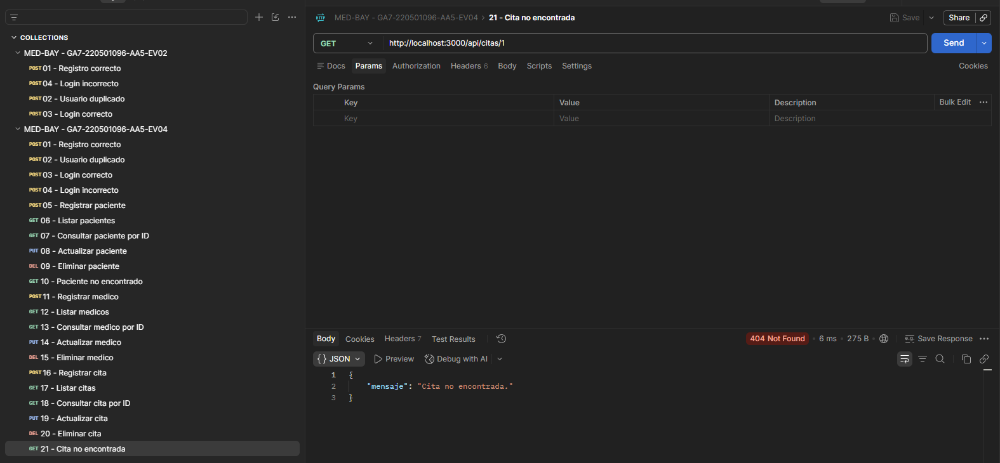 COLLECTIONS
MED-BAY - GA7-220501096-AA5-EV02
POST 01 - Registro correcto
POST 04 - Login incorrecto
POST 02 - Usuario duplicado
POST 03 - Login correcto
MED-BAY - GA7-220501096-AA5-EV04
POST 01 - Registro correcto
POST 02 - Usuario duplicado
POST 03 - Login correcto
POST 04 - Login incorrecto
POST 05 - Registrar paciente
GET 06 - Listar pacientes
GET 07 - Consultar paciente por ID
PUT 08 - Actualizar paciente
DEL 09 - Eliminar paciente
GET 10 - Paciente no encontrado
POST 11 - Registrar medico
GET 12 - Listar medicos
GET 13 - Consultar medico por ID
PUT 14 - Actualizar medico
DEL 15 - Eliminar medico
POST 16 - Registrar cita
GET 17 - Listar citas
GET 18 - Consultar cita por ID
PUT 19 - Actualizar cita
DEL 20 - Eliminar cita
GET 21 - Cita no encontrada
HTTP MED-BAY - GA7-220501096-AA5-EV04 > 21 - Cita no encontrada Save Share
GET http://localhost:3000/api/citas/1 Send
Docs Params Authorization Headers 6 Body Scripts Settings Cookies
Query Params
Key Value Description Bulk Edit
Key Value Description
Body Cookies Headers 7 Test Results 404 Not Found 6 ms 275 B e.g. Save Response
{ } JSON Preview Debug with AI
1 {
2 "mensaje": "Cita no encontrada."
3 }